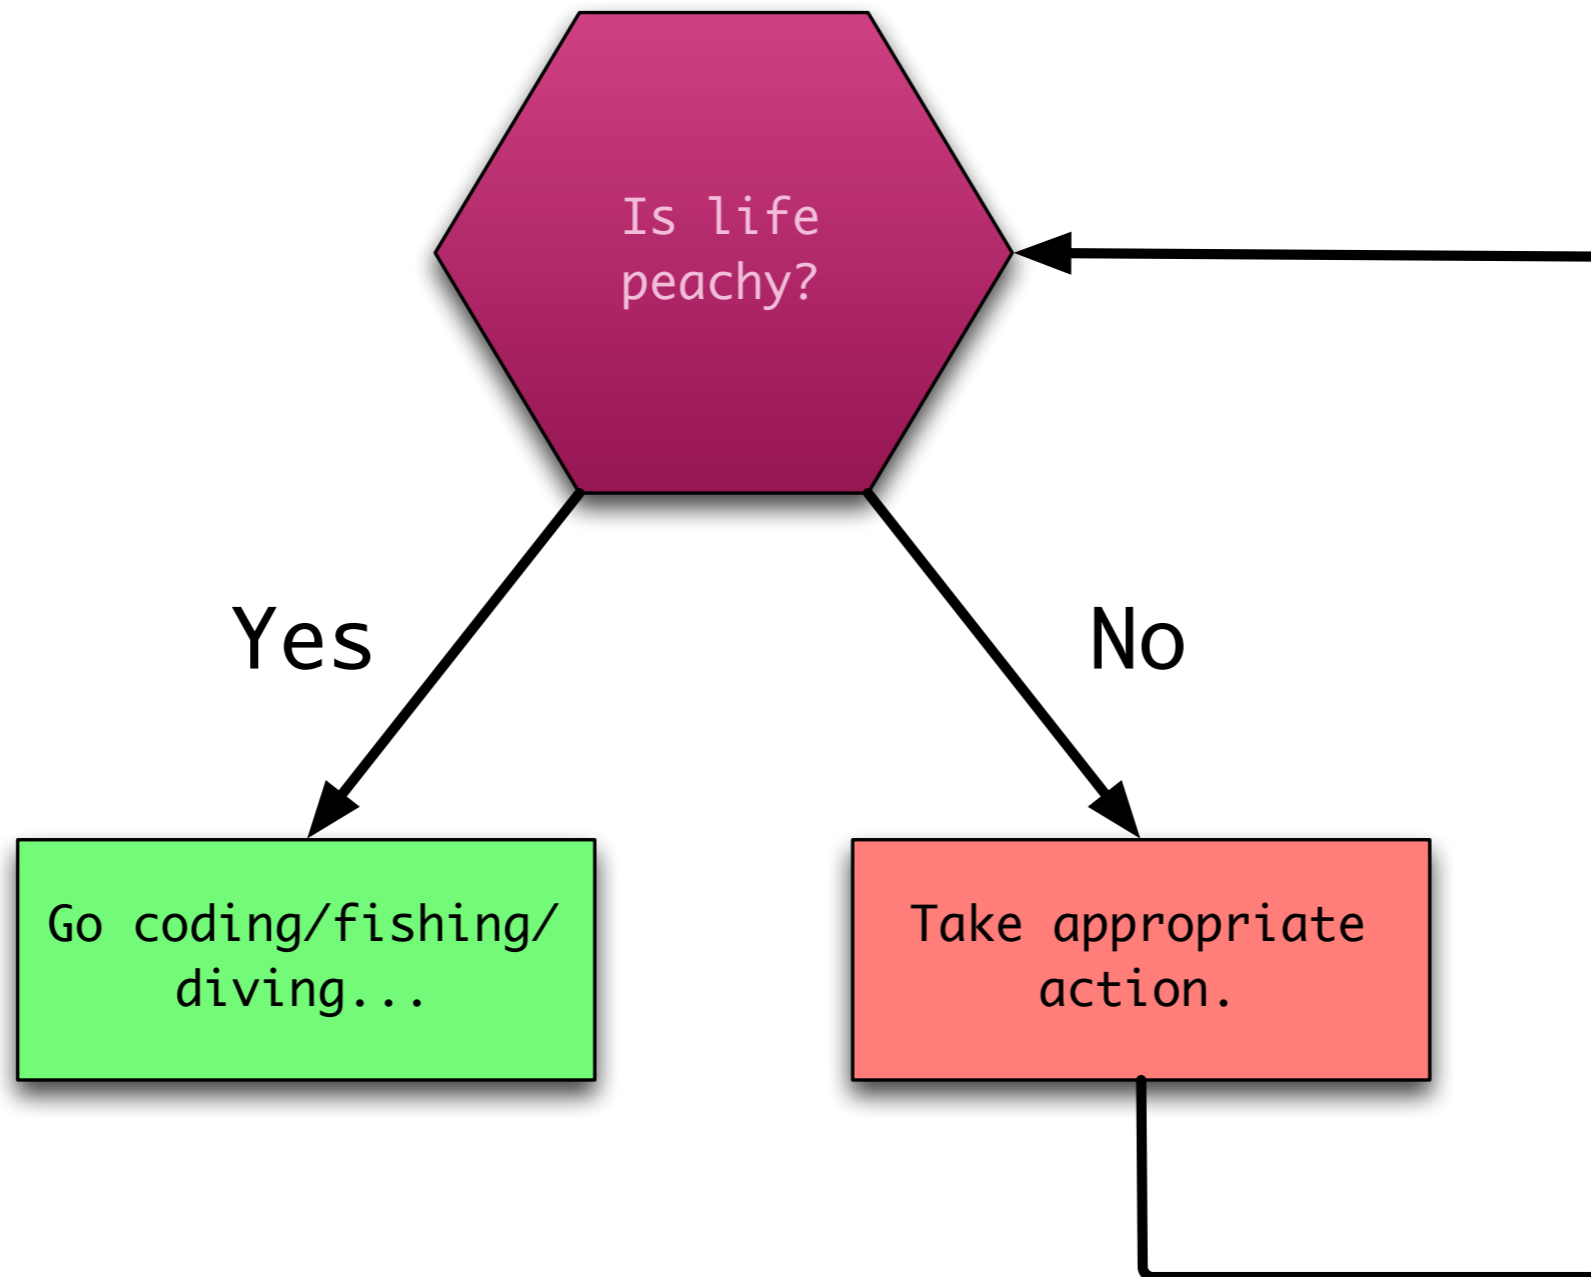 Is life
peachy?
Yes
No
Go coding/fishing/
diving...
Take appropriate
action.